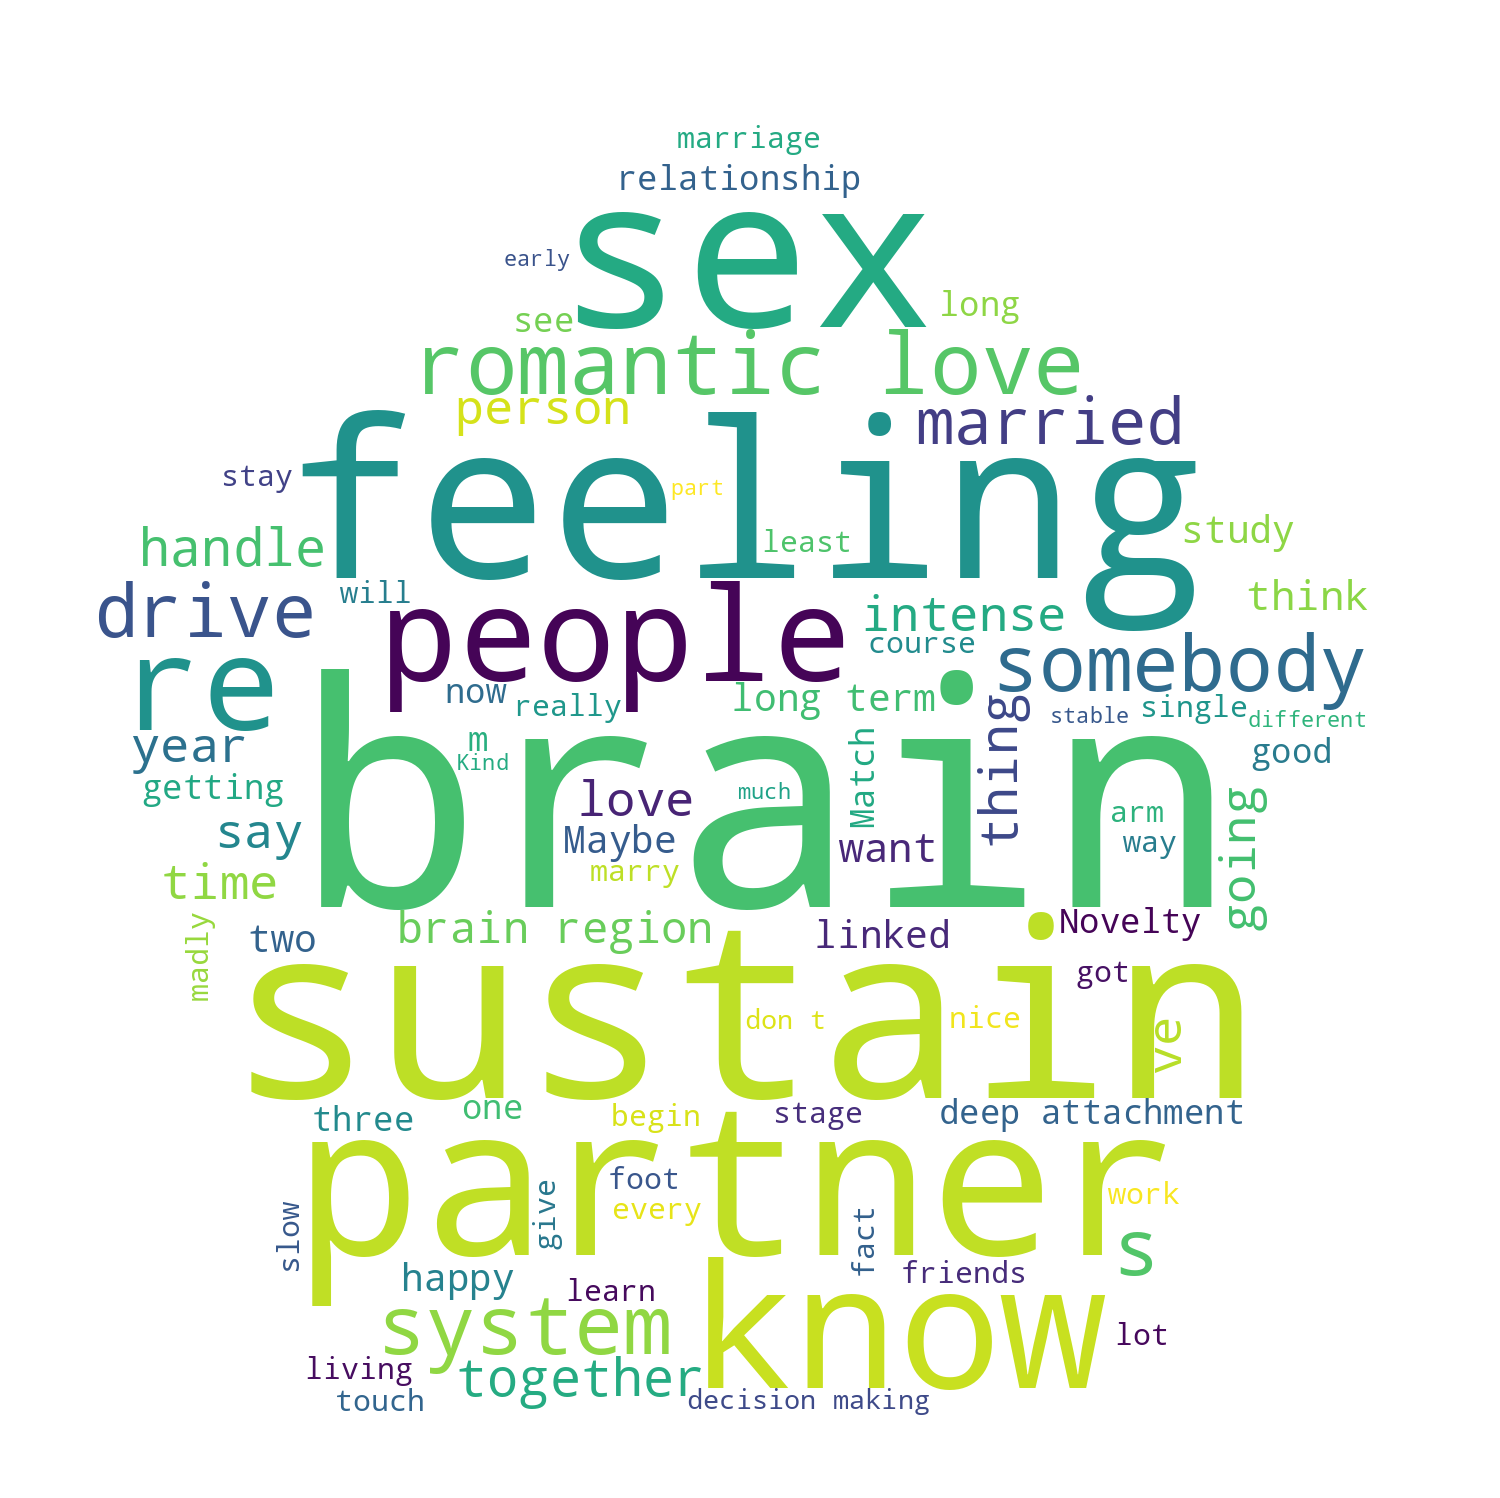 marriage
relationship
sex
early
long
see
romantic love
person
married
feeling
stay
part
handle
least
study
drive
will
people
intense
think
course
re
somebody
now
really
long term
thing
stable
single
different
year
m
Kind
brain
Match
good
getting
love
much
arm
say
Maybe
want
way
going
marry
time
madly
two
brain region
linked
Novelty
got
sustain
don t
nice
ve
three
one
begin
stage
deep attachment
partner
foot
every
work
slow
give
fact
s
happy
learn
friends
system
know
lot
living
together
touch
decision making